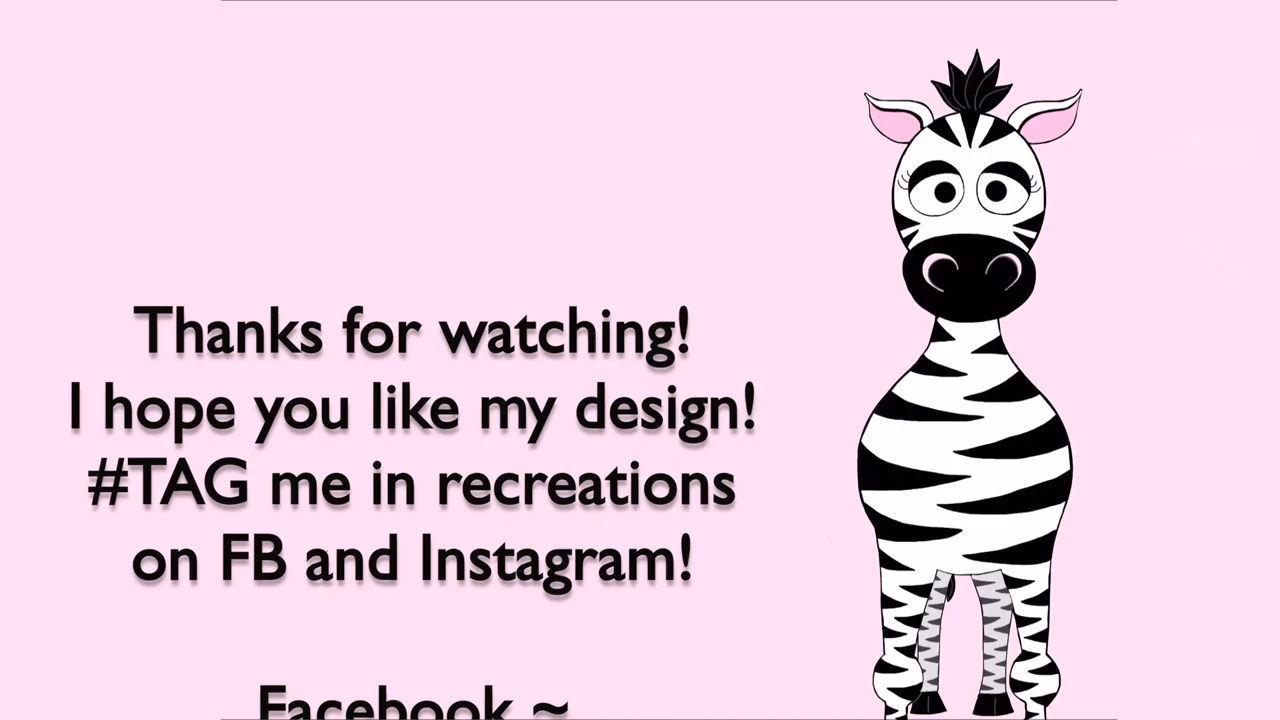 Thanks for watching!
I hope you like my design!
#TAG me in recreations
on FB and Instagram!
Facebook ~